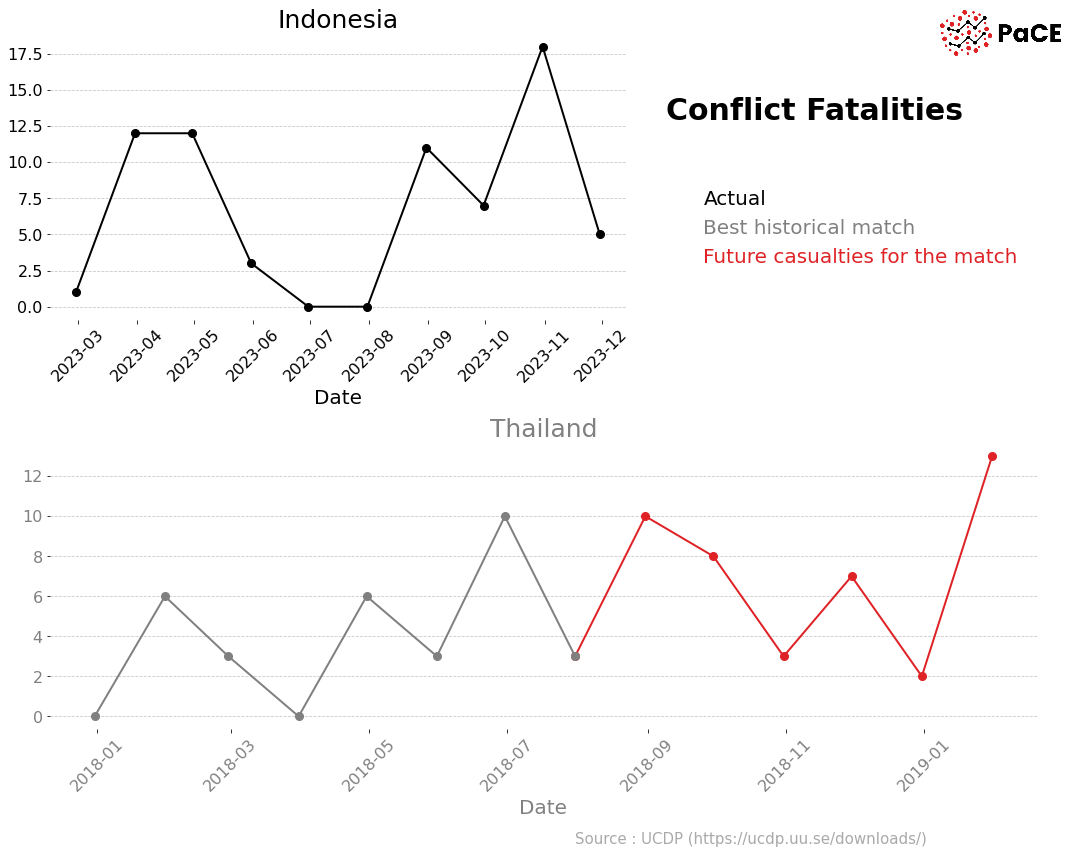 Indonesia
PaCE
Conflict Fatalities
Actual
Best historical match
Future casualties for the match
17.5
15.0
12.5
10.0
7.5
5.0
2.5
0.0
2023-03 2023-04 2023-05 2023-06 2023-07 2023-08 2023-09 2023-10 2023-11 2023-12
Date
Thailand
12
10
8
6
4
2
0
2018-01 2018-03 2018-05 2018-07 2018-09 2018-11 2019-01
Date
Source : UCDP (https://ucdp.uu.se/downloads/)